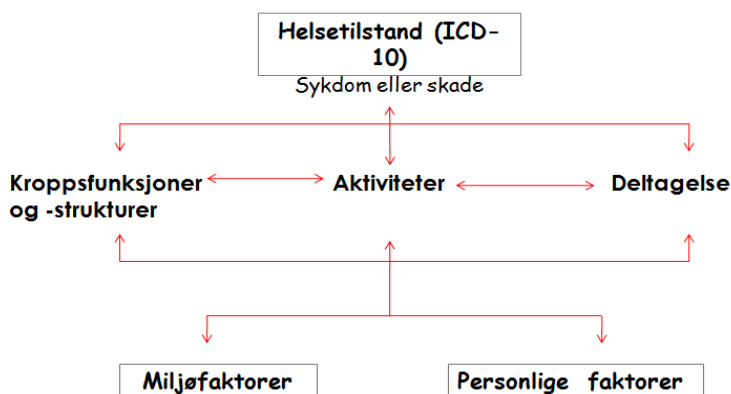 Helsetilstand (ICD-
10)
Sykdom eller skade
Kroppsfunksjoner
og -strukturer
Aktiviteter
Deltagelse
Miljøfaktorer
Personlige faktorer